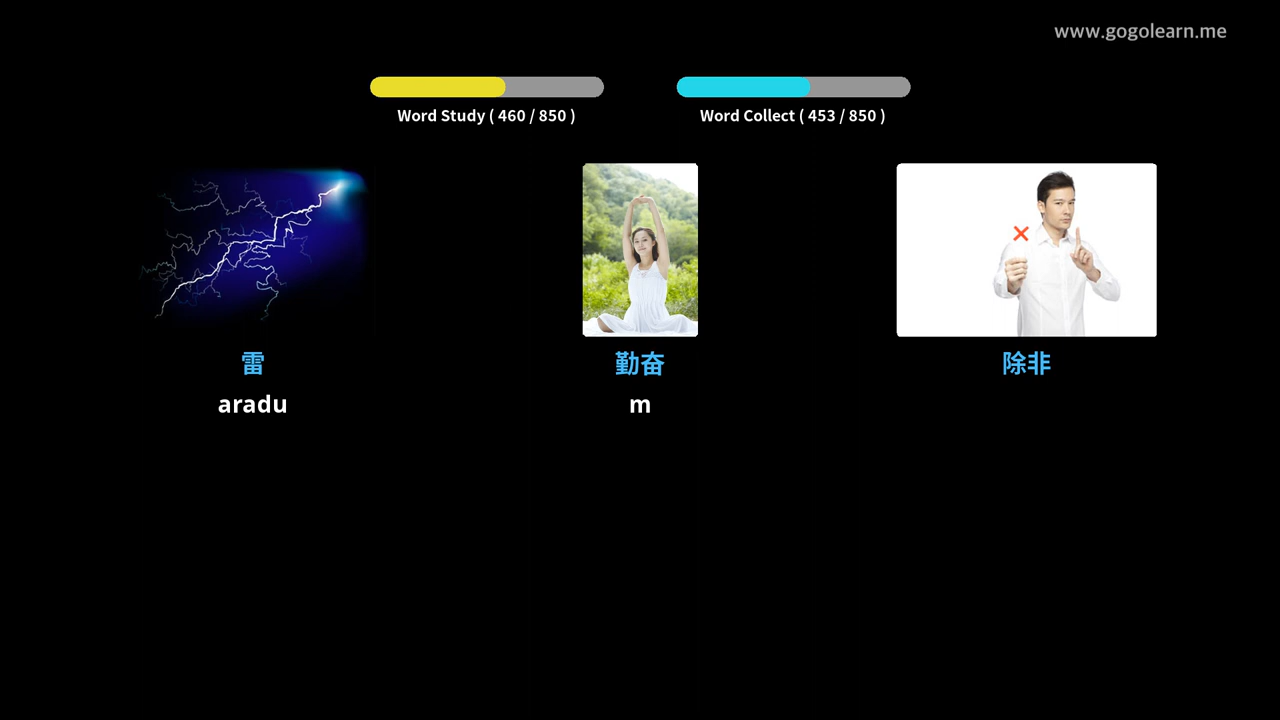 www.gogolearn.me
Word Study ( 460 / 850 )
Word Collect ( 453 / 850 )
雷
勤奋
除非
aradu
m